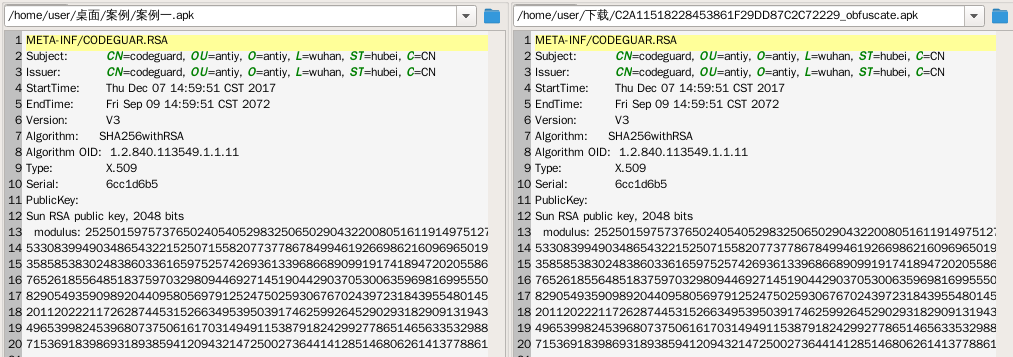 /home/user/桌面/案例/案例一.apk
1 META-INF/CODEGUAR.RSA
2 Subject: CN=codeguard, OU=antiy, O=antiy, L=wuhan, ST=hubei, C=CN
3 Issuer: CN=codeguard, OU=antiy, O=antiy, L=wuhan, ST=hubei, C=CN
4 StartTime: Thu Dec 07 14:59:51 CST 2017
5 EndTime: Fri Sep 09 14:59:51 CST 2072
6 Version: V3
7 Algorithm: SHA256withRSA
8 Algorithm OID: 1.2.840.113549.1.1.11
9 Type: X.509
10 Serial: 6cc1d6b5
11 PublicKey:
12 Sun RSA public key, 2048 bits
13 modulus: 2525015975737650240540529832506502904322008051611914975127
14 533083994903486543221525071558207737786784994619266986216096965019
15 358585383024838603361659752574269361339686689099191741894720205586
16 765261855648518375970329809446927145190442903705300635969816995550
17 829054935909892044095805697912524750259306767024397231843955480145
18 201120222117262874453152663495395039174625992645290293182909131943
19 496539982453968073750616170314949115387918242992778651465633532988
20 715369183986931893859412094321472500273644141285146806261413778861
/home/user/下载/C2A11518228453861F29DD87C2C72229_obfuscate.apk
1 META-INF/CODEGUAR.RSA
2 Subject: CN=codeguard, OU=antiy, O=antiy, L=wuhan, ST=hubei, C=CN
3 Issuer: CN=codeguard, OU=antiy, O=antiy, L=wuhan, ST=hubei, C=CN
4 StartTime: Thu Dec 07 14:59:51 CST 2017
5 EndTime: Fri Sep 09 14:59:51 CST 2072
6 Version: V3
7 Algorithm: SHA256withRSA
8 Algorithm OID: 1.2.840.113549.1.1.11
9 Type: X.509
10 Serial: 6cc1d6b5
11 PublicKey:
12 Sun RSA public key, 2048 bits
13 modulus: 2525015975737650240540529832506502904322008051611914975127
14 533083994903486543221525071558207737786784994619266986216096965019
15 358585383024838603361659752574269361339686689099191741894720205586
16 765261855648518375970329809446927145190442903705300635969816995550
17 829054935909892044095805697912524750259306767024397231843955480145
18 201120222117262874453152663495395039174625992645290293182909131943
19 496539982453968073750616170314949115387918242992778651465633532988
20 715369183986931893859412094321472500273644141285146806261413778861